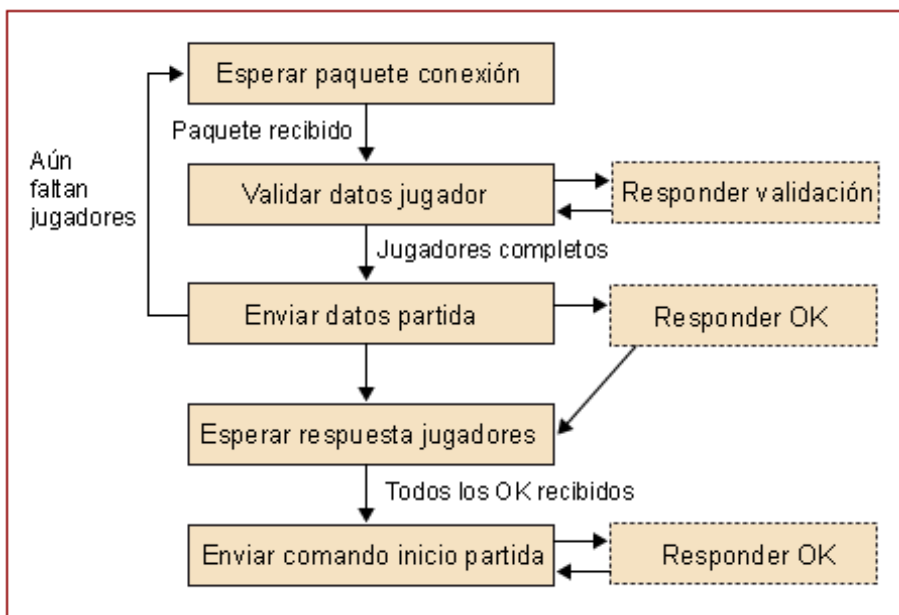 Esperar paquete conexión
Paquete recibido
Aún
faltan
jugadores
Validar datos jugador
Responder validación
Jugadores completos
Enviar datos partida
Responder OK
Esperar respuesta jugadores
Todos los OK recibidos
Enviar comando inicio partida
Responder OK